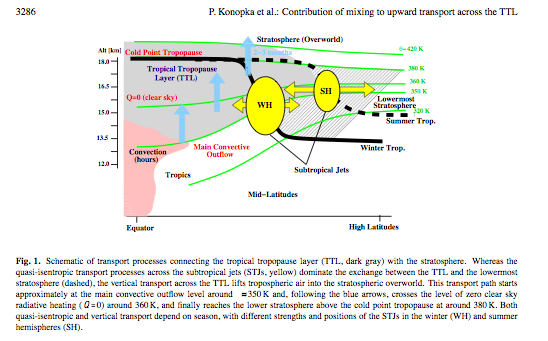 3286
P. Konopka et al.: Contribution of mixing to upward transport across the TTL
Stratosphere (Overworld)
Alt [km]
Cold Point Tropopause
2-3 months
θ=420 K
18.0
Tropical Tropopause
Layer (TTL)
380 K
16.5
360 K
Q=0 (clear sky)
SH
350 K
WH
Lowermost
Stratosphere
15.0
320 K
Summer Trop.
13.5
Convection
(hours)
Main Convective
Outflow
Winter Trop.
12.0
Tropics
Subtropical Jets
Mid-Latitudes
Equator
High Latitudes
Fig. 1. Schematic of transport processes connecting the tropical tropopause layer (TTL, dark gray) with the stratosphere. Whereas the
quasi-isentropic transport processes across the subtropical jets (STJs, yellow) dominate the exchange between the TTL and the lowermost
stratosphere (dashed), the vertical transport across the TTL lifts tropospheric air into the stratospheric overworld. This transport path starts
approximately at the main convective outflow level around =350 K and, following the blue arrows, crosses the level of zero clear sky
radiative heating (Q̇=0) around 360 K, and finally reaches the lower stratosphere above the cold point tropopause at around 380 K. Both
quasi-isentropic and vertical transport depend on season, with different strengths and positions of the STJs in the winter (WH) and summer
hemispheres (SH).